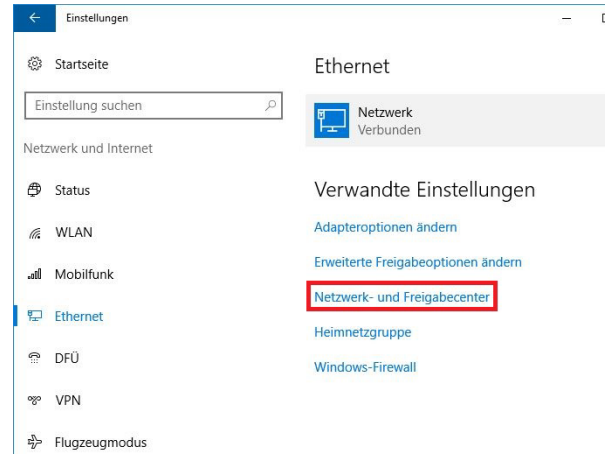 Einstellungen
Startseite
Einstellung suchen
Netzwerk und Internet
Status
WLAN
Mobilfunk
Ethernet
DFÜ
VPN
Flugzeugmodus
Ethernet
Netzwerk
Verbunden
Verwandte Einstellungen
Adapteroptionen ändern
Erweiterte Freigabeoptionen ändern
Netzwerk- und Freigabecenter
Heimnetzgruppe
Windows-Firewall